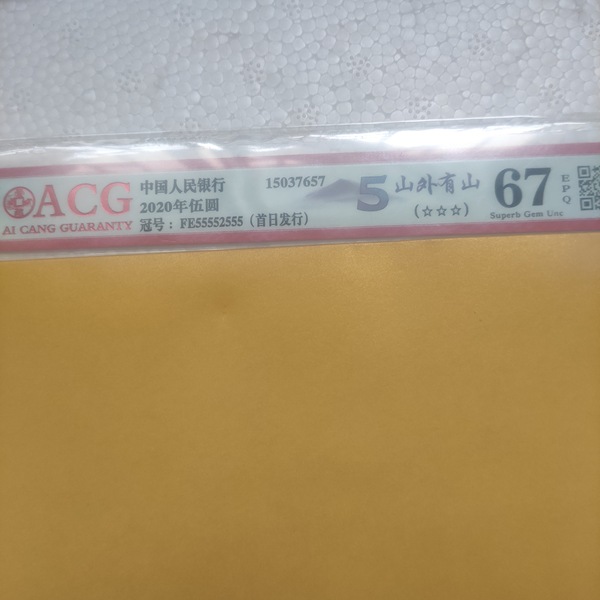 ACG
AI CANG GUARANTY
中国人民银行 15037657
2020年伍圆
冠号：FE55552555（首日发行）
5
山外有山
(☆☆☆)
67
EPQ
Superb Gem Unc